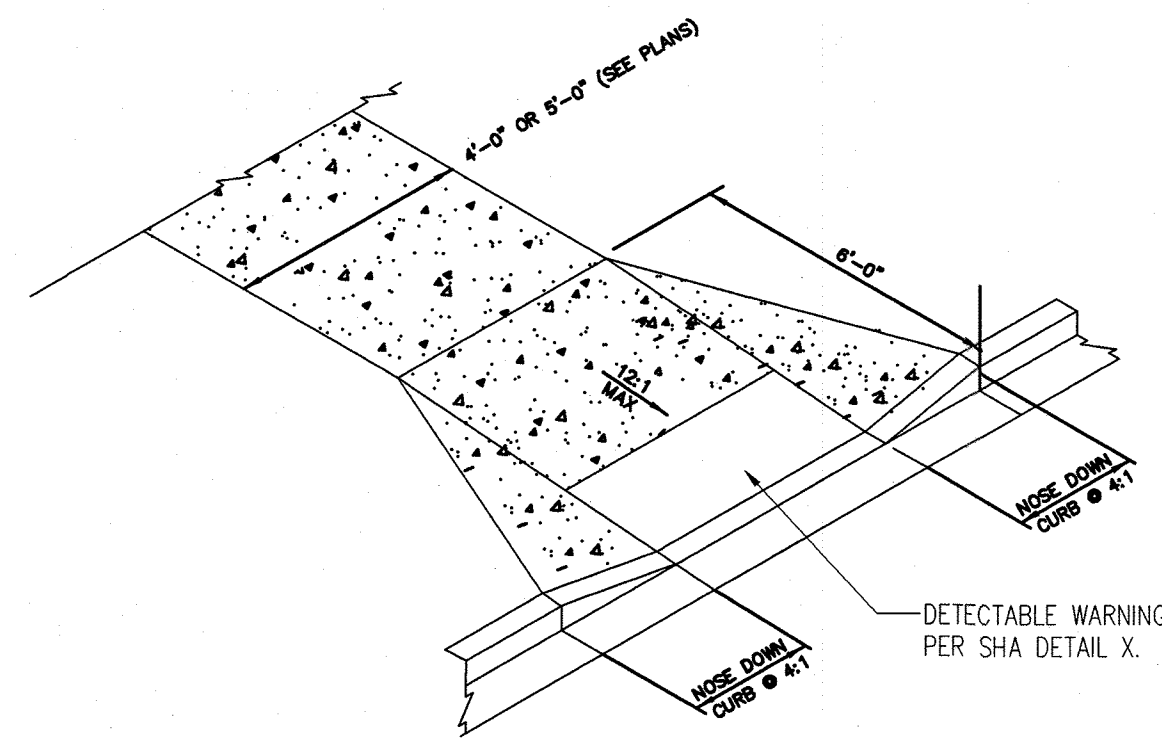 4'-0" OR 5'-0" (SEE PLANS)
6'-0"
12:1
MAX
NOSE DOWN
CURB @ 4:1
DETECTABLE WARNING
PER SHA DETAIL X.
NOSE DOWN
CURB @ 4:1